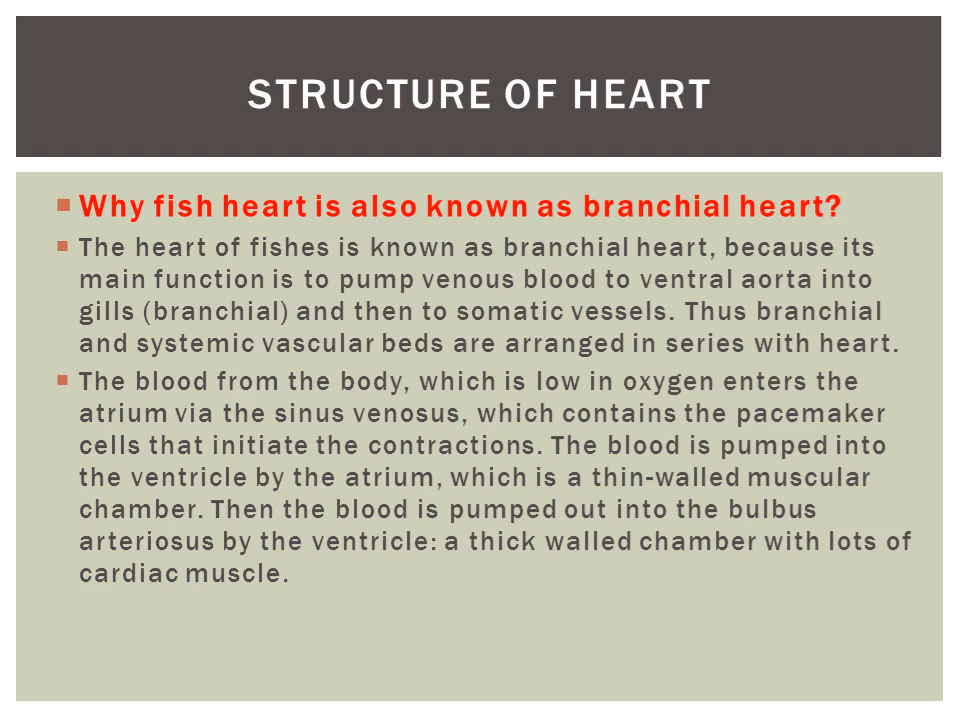 STRUCTURE OF HEART
Why fish heart is also known as branchial heart?
The heart of fishes is known as branchial heart, because its
main function is to pump venous blood to ventral aorta into
gills (branchial) and then to somatic vessels. Thus branchial
and systemic vascular beds are arranged in series with heart.
The blood from the body, which is low in oxygen enters the
atrium via the sinus venosus, which contains the pacemaker
cells that initiate the contractions. The blood is pumped into
the ventricle by the atrium, which is a thin-walled muscular
chamber. Then the blood is pumped out into the bulbus
arteriosus by the ventricle: a thick walled chamber with lots of
cardiac muscle.